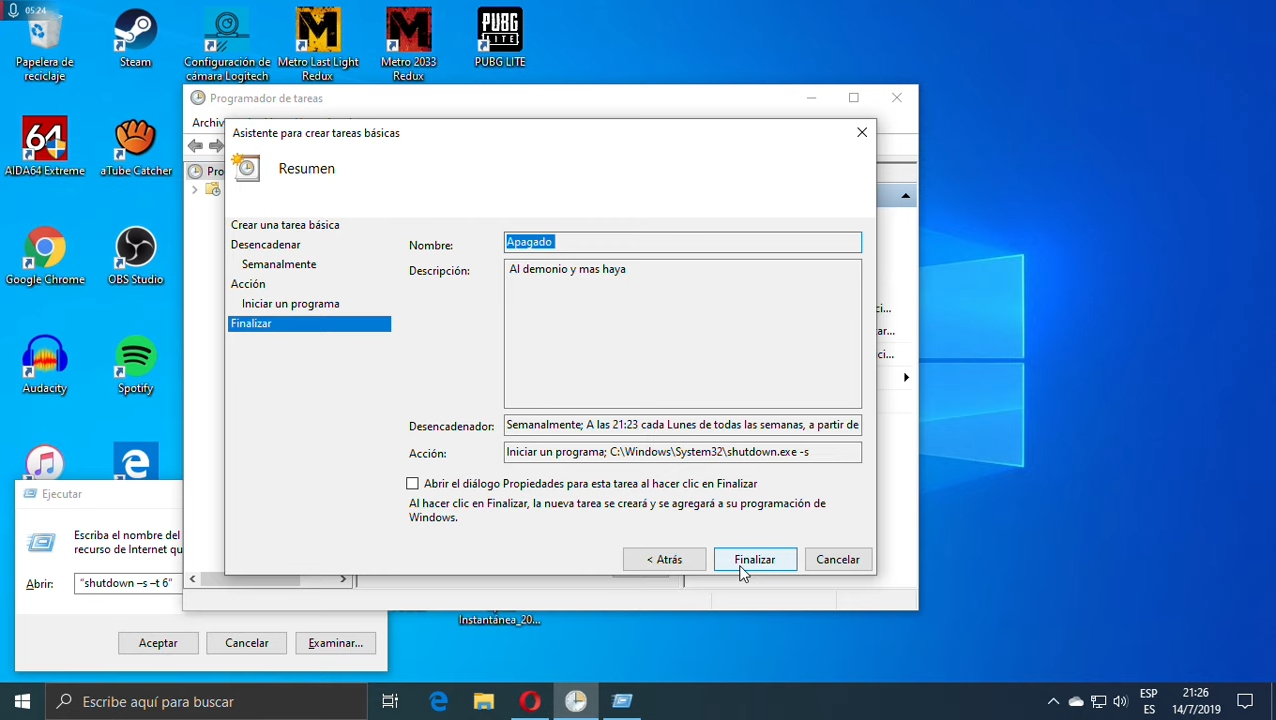 05:24
Papelera de
reciclaje
Steam
Configuración de
cámara Logitech
Metro Last Light
Redux
Metro 2033
Redux
PUBG
LITE
PUBG LITE
64
AIDA64 Extreme
aTube Catcher
Google Chrome
OBS Studio
Audacity
Spotify
Programador de tareas
Archiv
Pro
Asistente para crear tareas básicas
Resumen
Crear una tarea básica
Desencadenar
Semanalmente
Acción
Iniciar un programa
Finalizar
Nombre:
Apagado
Descripción:
Al demonio y mas haya
Desencadenador:
Semanalmente; A las 21:23 cada Lunes de todas las semanas, a partir de
Acción:
Iniciar un programa; C:\Windows\System32\shutdown.exe -s
Abrir el diálogo Propiedades para esta tarea al hacer clic en Finalizar
Al hacer clic en Finalizar, la nueva tarea se creará y se agregará a su programación de
Windows.
< Atrás
Finalizar
Cancelar
ci...
ar...
ci...
Ejecutar
Escriba el nombre del
recurso de Internet qu
Abrir:
"shutdown –s –t 6"
Aceptar
Cancelar
Examinar...
Instantánea_20...
Escribe aquí para buscar
ESP
ES
21:26
14/7/2019